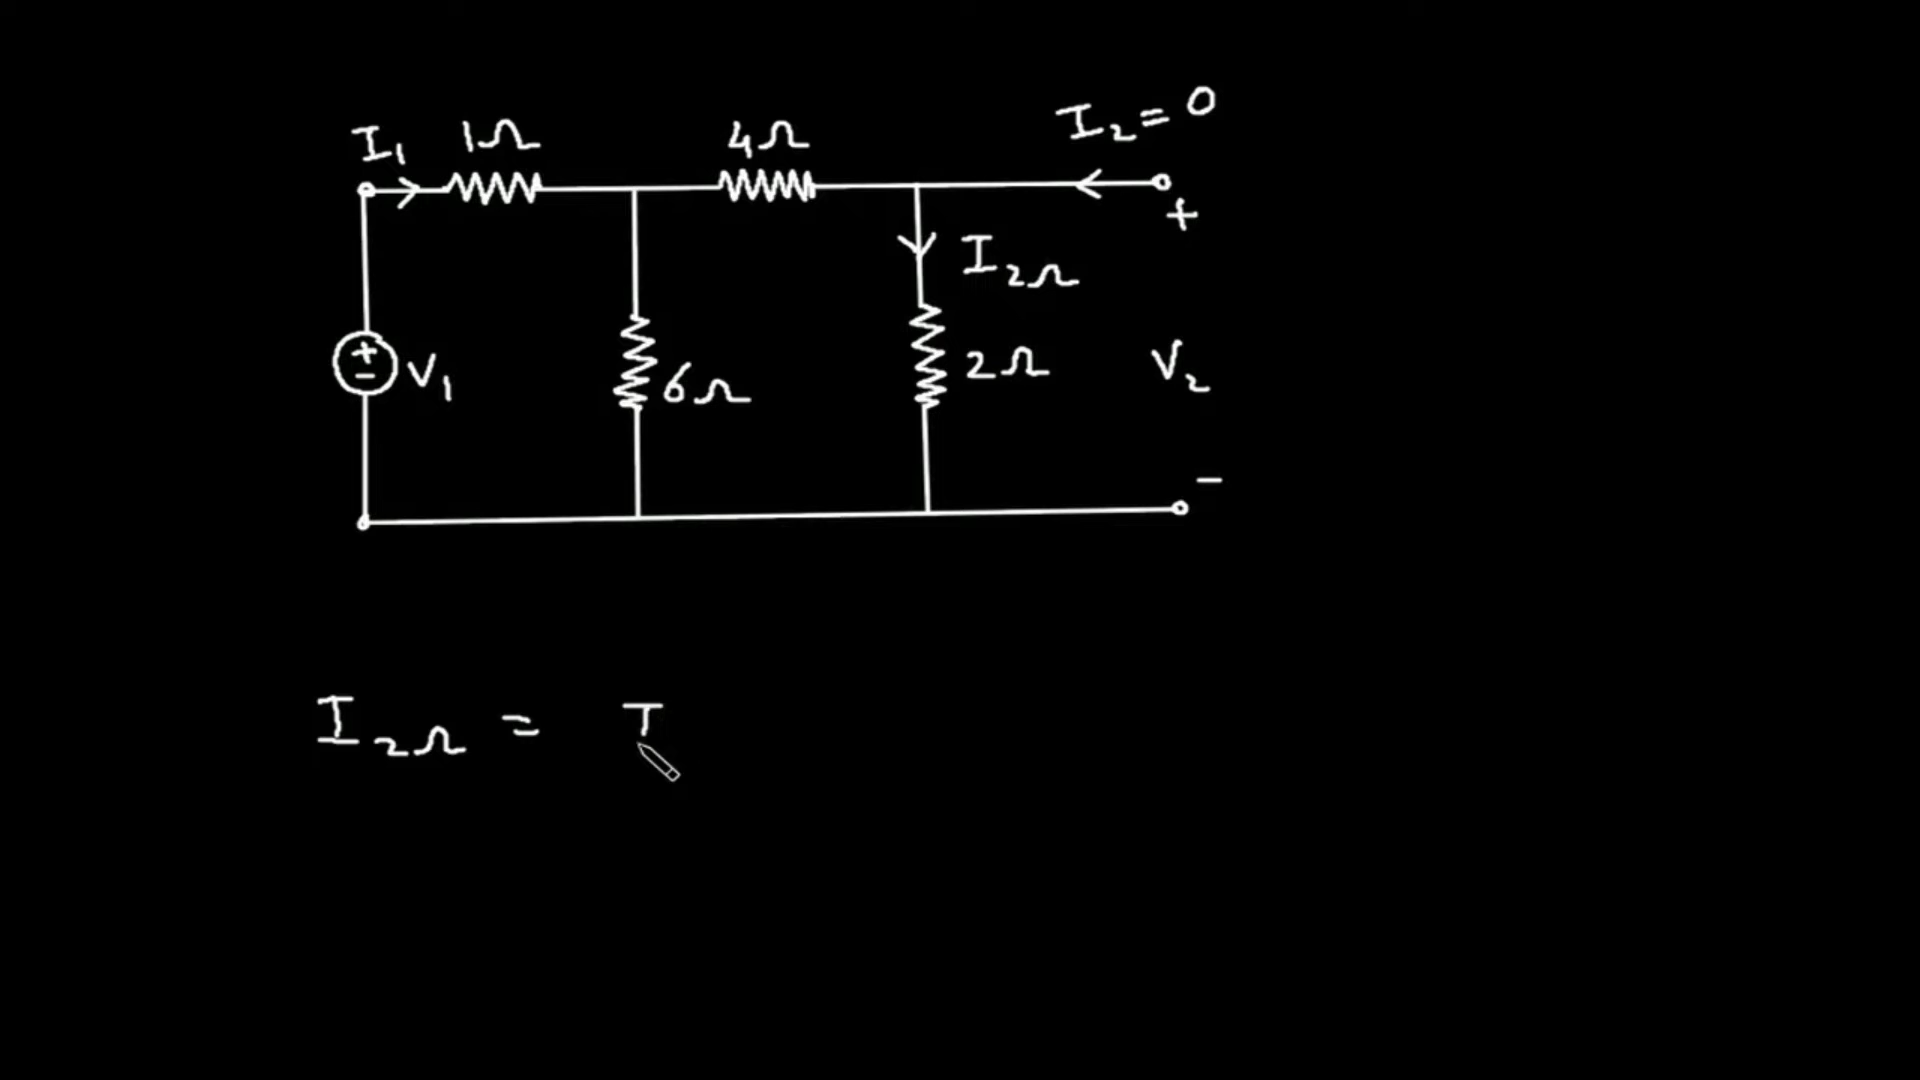 I₂ = 0
I₁ 1Ω 4Ω
+
I₂Ω
+
- V₁ 6Ω 2Ω V₂
-
I₂Ω = I